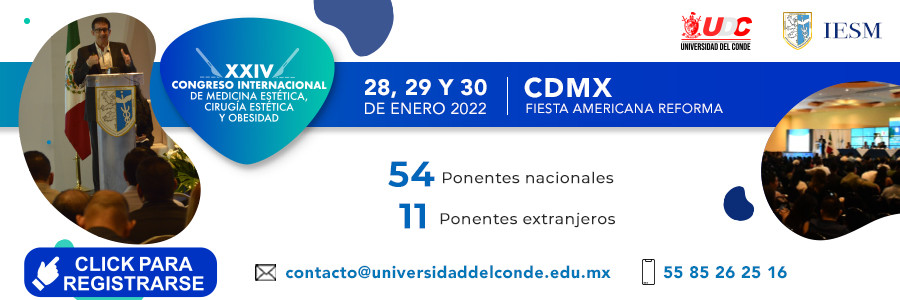 XXIV
CONGRESO INTERNACIONAL
DE MEDICINA ESTÉTICA,
CIRUGÍA ESTÉTICA
Y OBESIDAD
28, 29 Y 30
DE ENERO 2022
CDMX
FIESTA AMERICANA REFORMA
UDC
UNIVERSIDAD DEL CONDE
IESM
54 Ponentes nacionales
11 Ponentes extranjeros
CLICK PARA
REGISTRARSE
contacto@universidaddelconde.edu.mx
55 85 26 25 16